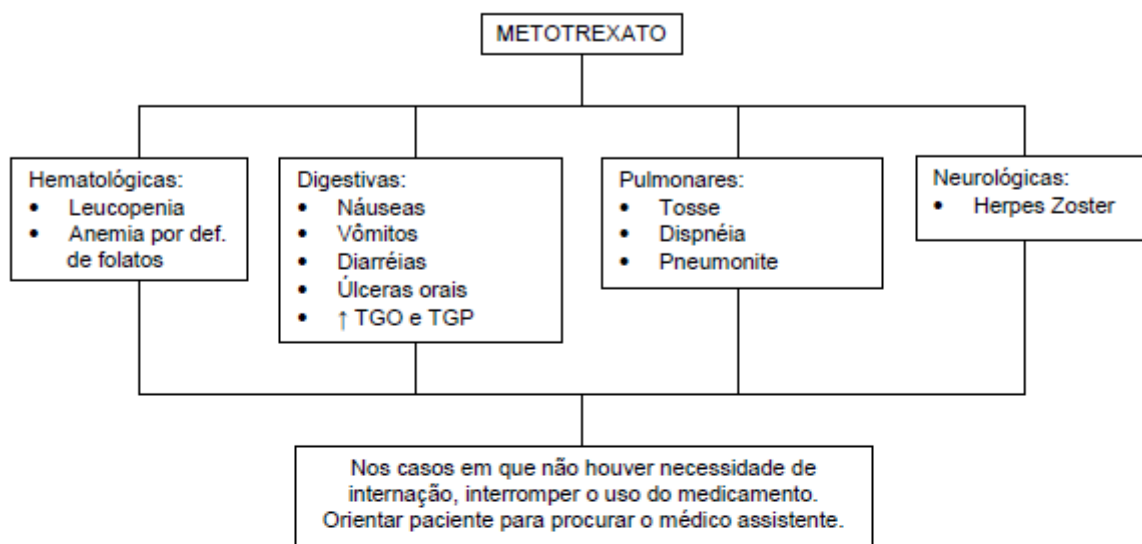 METOTREXATO
Hematológicas:
• Leucopenia
• Anemia por def.
de folatos
Digestivas:
• Náuseas
• Vômitos
• Diarréias
• Úlceras orais
• ↑ TGO e TGP
Pulmonares:
• Tosse
• Dispnéia
• Pneumonite
Neurológicas:
• Herpes Zoster
Nos casos em que não houver necessidade de
internação, interromper o uso do medicamento.
Orientar paciente para procurar o médico assistente.